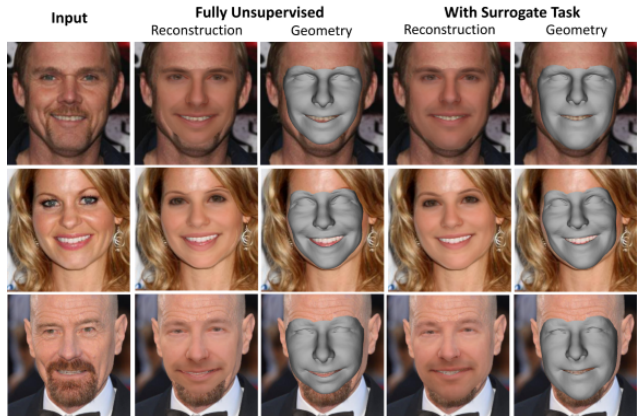 Input
Fully Unsupervised
With Surrogate Task
Reconstruction
Geometry
Reconstruction
Geometry